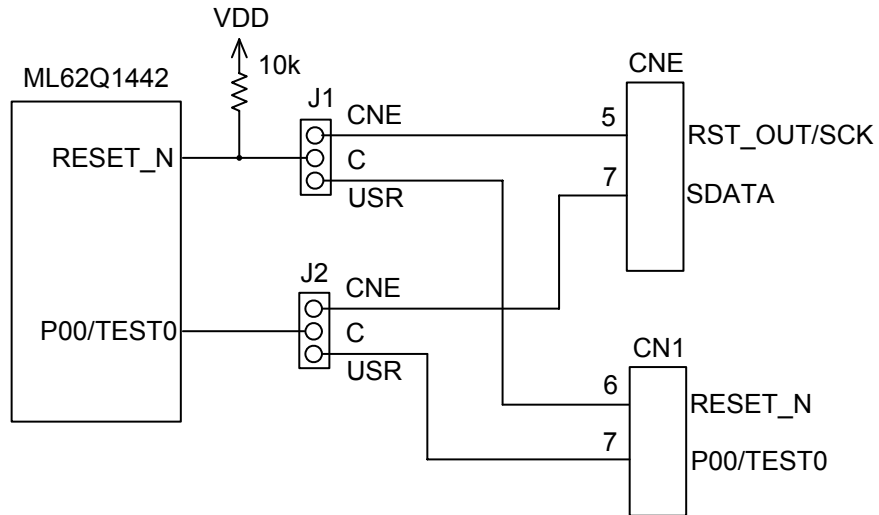 VDD
10k
CNE
ML62Q1442
J1
CNE
5
RST_OUT/SCK
RESET_N
C
7
SDATA
USR
J2
CNE
P00/TEST0
C
CN1
USR
6
RESET_N
7
P00/TEST0